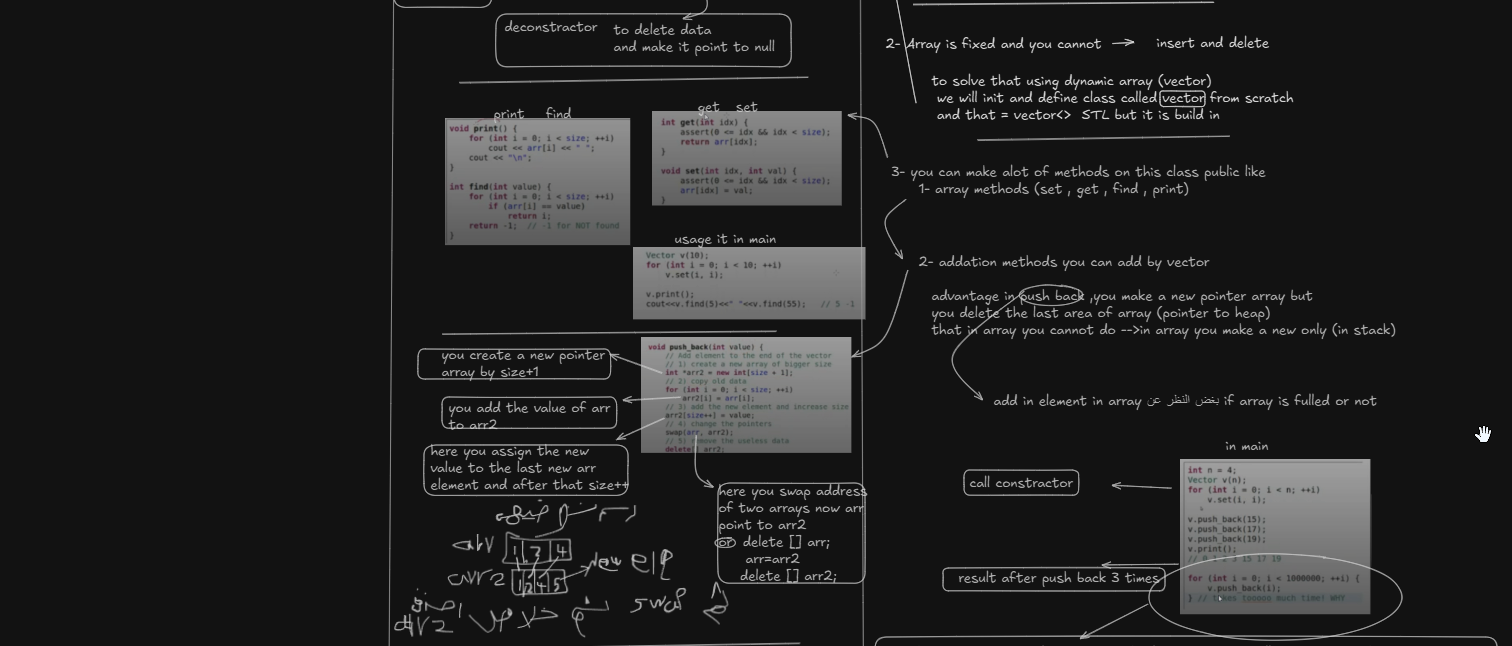 deconstractor
to delete data
and make it point to null
print find
void print() {
for (int i = 0; i < size; ++i)
cout << arr[i] << " ";
cout << "\n";
}
int find(int value) {
for (int i = 0; i < size; ++i)
if (arr[i] == value)
return i;
return -1; // -1 for NOT found
}
get set
int get(int idx) {
assert(0 <= idx && idx < size);
return arr[idx];
}
void set(int idx, int val) {
assert(0 <= idx && idx < size);
arr[idx] = val;
}
usage it in main
Vector v(10);
for (int i = 0; i < 10; ++i)
v.set(i, i);
v.print();
cout<<v.find(5)<<" "<<v.find(55); // 5 -1
void push_back(int value) {
// Add element to the end of the vector
// 1) create a new array of bigger size
int *arr2 = new int[size + 1];
// 2) copy old data
for (int i = 0; i < size; ++i)
arr2[i] = arr[i];
// 3) add the new element and increase size
arr2[size++] = value;
// 4) change the pointers
swap(arr, arr2);
// 5) remove the useless data
delete[] arr2;
you create a new pointer
array by size+1
you add the value of arr
to arr2
here you assign the new
value to the last new arr
element and after that size++
here you swap address
of two arrays now arr
point to arr2
or delete [] arr;
arr=arr2
delete [] arr2;
1 2 4
arr2 1 2 4 5 new
swap
2- Array is fixed and you cannot insert and delete
to solve that using dynamic array (vector)
we will init and define class called vector from scratch
and that = vector<> STL but it is build in
3- you can make alot of methods on this class public like
1- array methods (set , get , find , print)
2- addation methods you can add by vector
advantage in push back ,you make a new pointer array but
you delete the last area of array (pointer to heap)
that in array you cannot do -->in array you make a new only (in stack)
add in element in array بغض النظر عن if array is fulled or not
in main
call constractor
int n = 4;
Vector v(n);
for (int i = 0; i < n; ++i)
v.set(i, i);
v.push_back(15);
v.push_back(17);
v.push_back(19);
v.print();
// 0 1 2 3 15 17 19
for (int i = 0; i < 1000000; ++i) {
v.push_back(i);
} // takes tooooo much time! WHY
result after push back 3 times